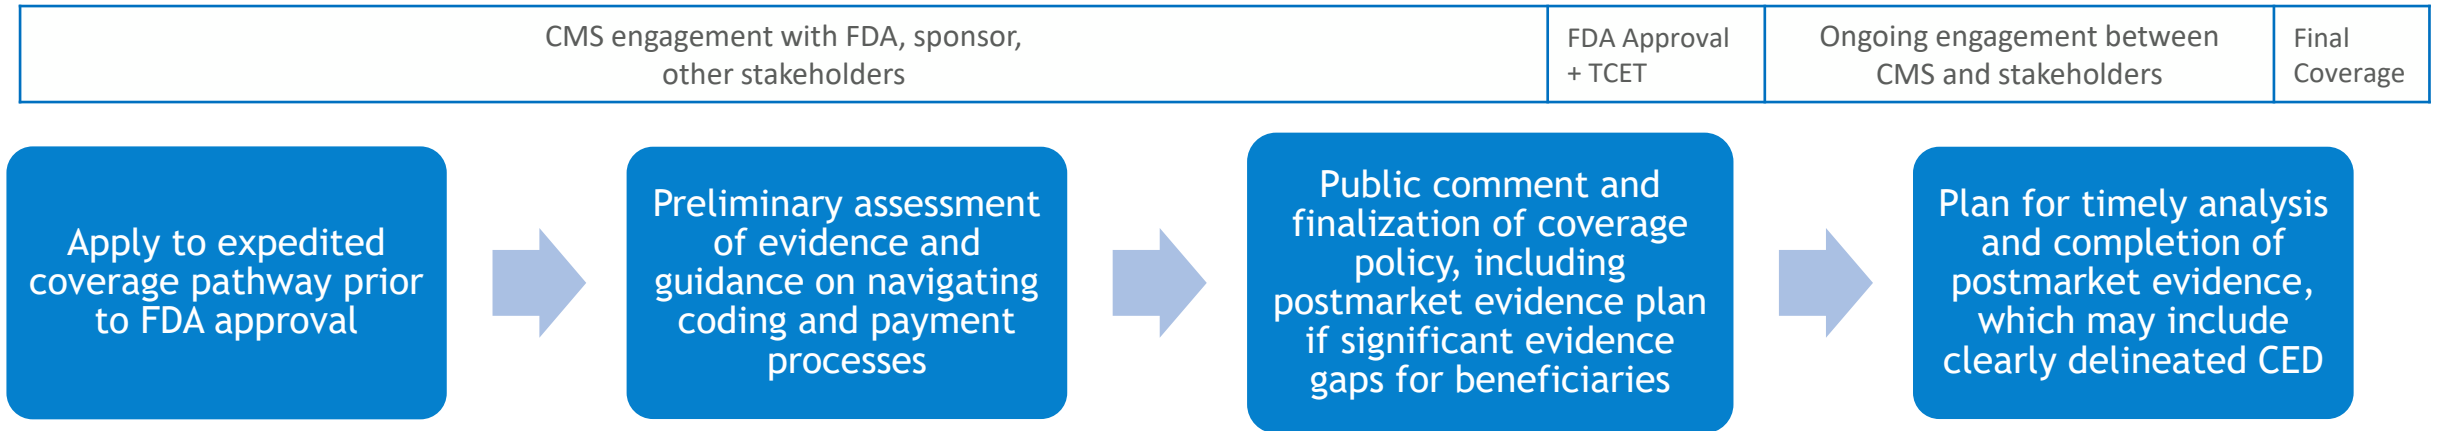 CMS engagement with FDA, sponsor,
other stakeholders
FDA Approval
+ TCET
Ongoing engagement between
CMS and stakeholders
Final
Coverage
Apply to expedited
coverage pathway prior
to FDA approval
Preliminary assessment
of evidence and
guidance on navigating
coding and payment
processes
Public comment and
finalization of coverage
policy, including
postmarket evidence plan
if significant evidence
gaps for beneficiaries
Plan for timely analysis
and completion of
postmarket evidence,
which may include
clearly delineated CED